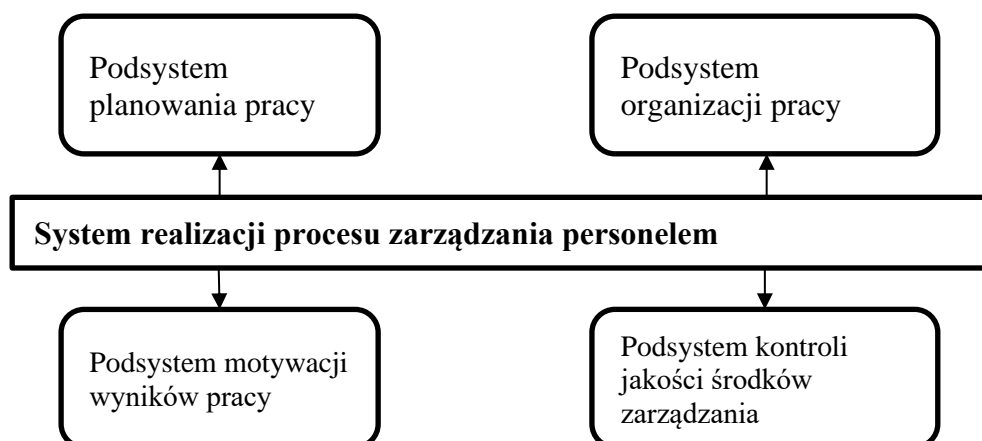 Podsystem
planowania pracy
Podsystem
organizacji pracy
System realizacji procesu zarządzania personelem
Podsystem motywacji
wyników pracy
Podsystem kontroli
jakości środków
zarządzania